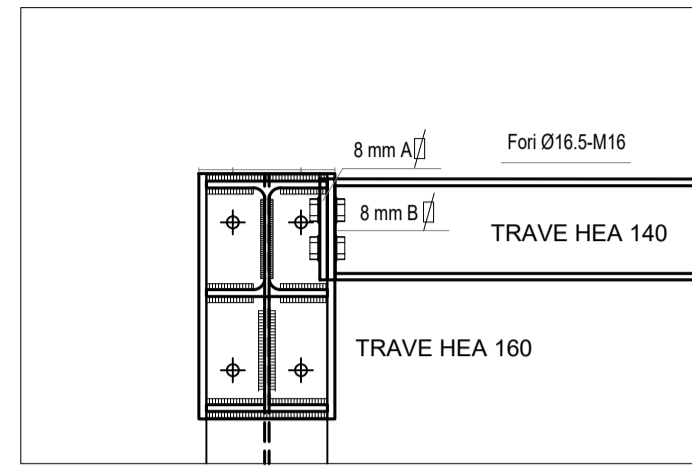 8 mm A
Fori Ø16.5-M16
8 mm B
TRAVE HEA 140
TRAVE HEA 160